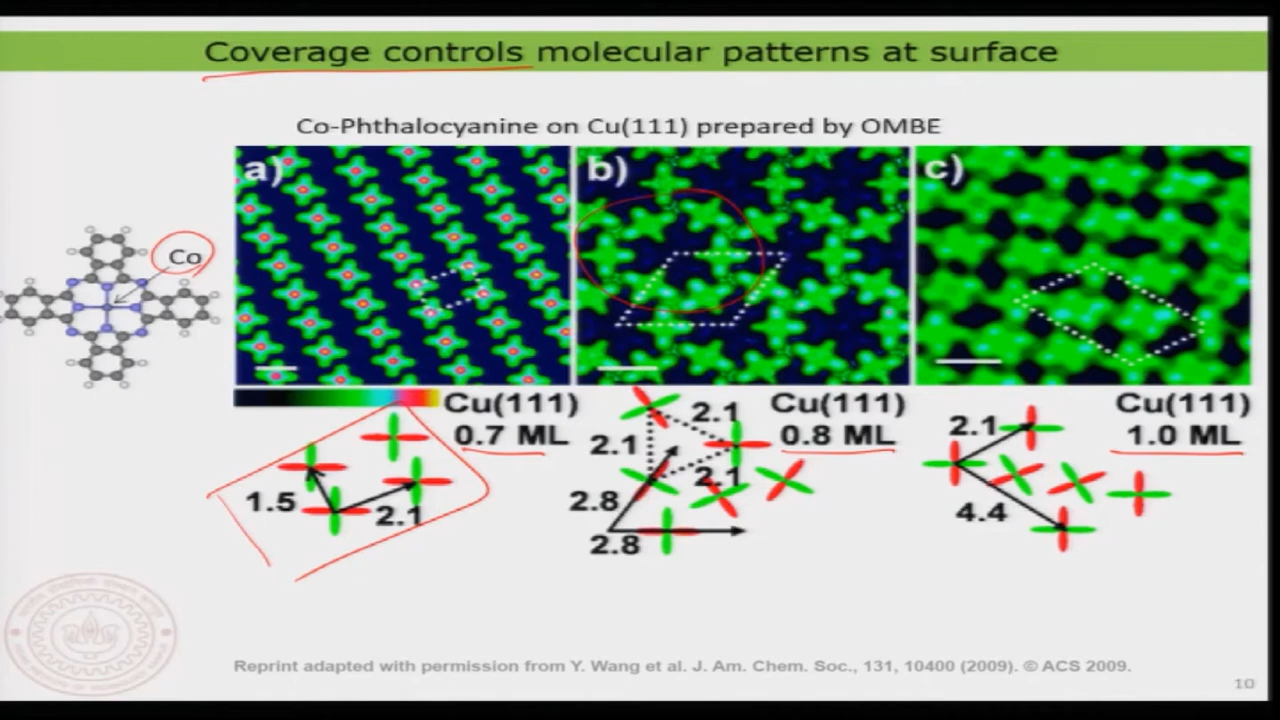 Coverage controls molecular patterns at surface
Co-Phthalocyanine on Cu(111) prepared by OMBE
a)
b)
c)
Co
Cu(111)
0.7 ML
1.5
2.1
Cu(111)
0.8 ML
2.1
2.1
2.1
2.8
2.8
Cu(111)
1.0 ML
2.1
4.4
Reprint adapted with permission from Y. Wang et al. J. Am. Chem. Soc., 131, 10400 (2009). © ACS 2009.
10